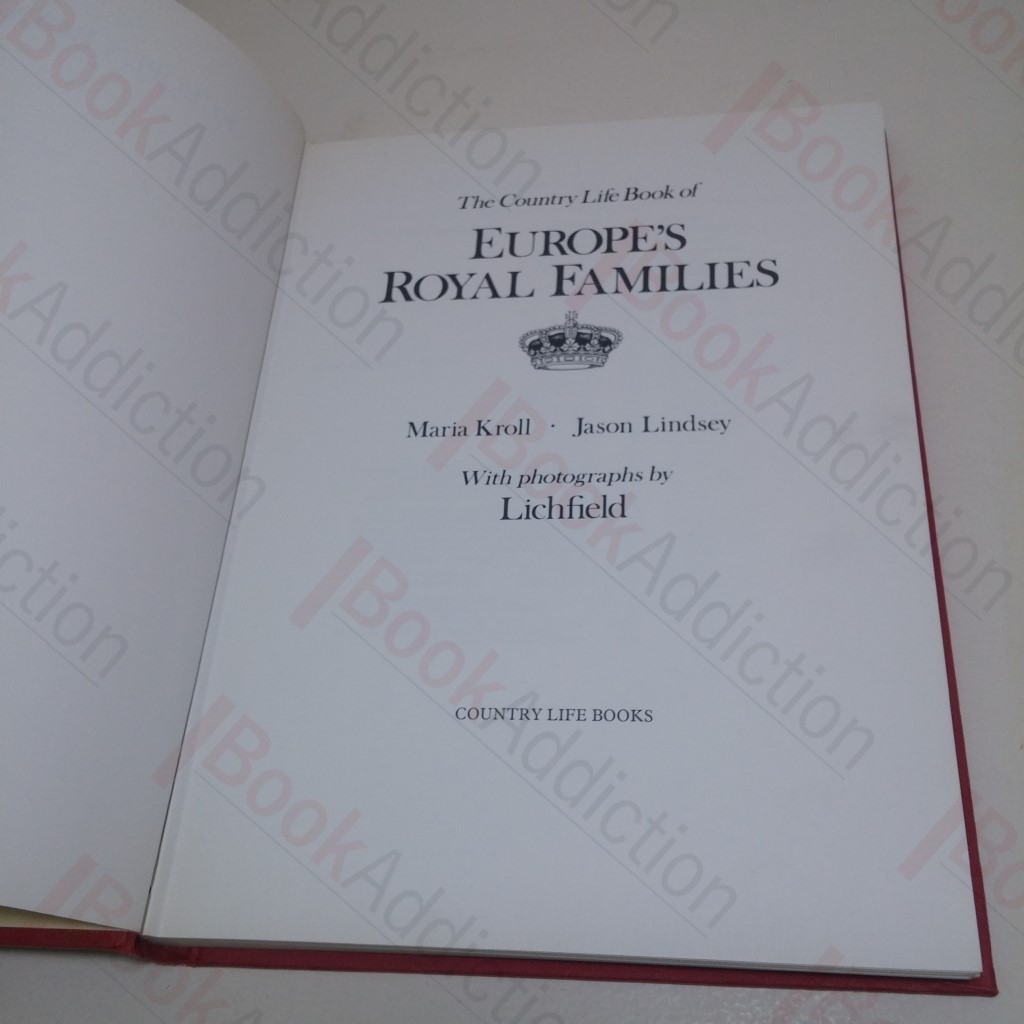 The Country Life Book of
EUROPE'S
ROYAL FAMILIES
Maria Kroll · Jason Lindsey
With photographs by
Lichfield
COUNTRY LIFE BOOKS
BookAddiction